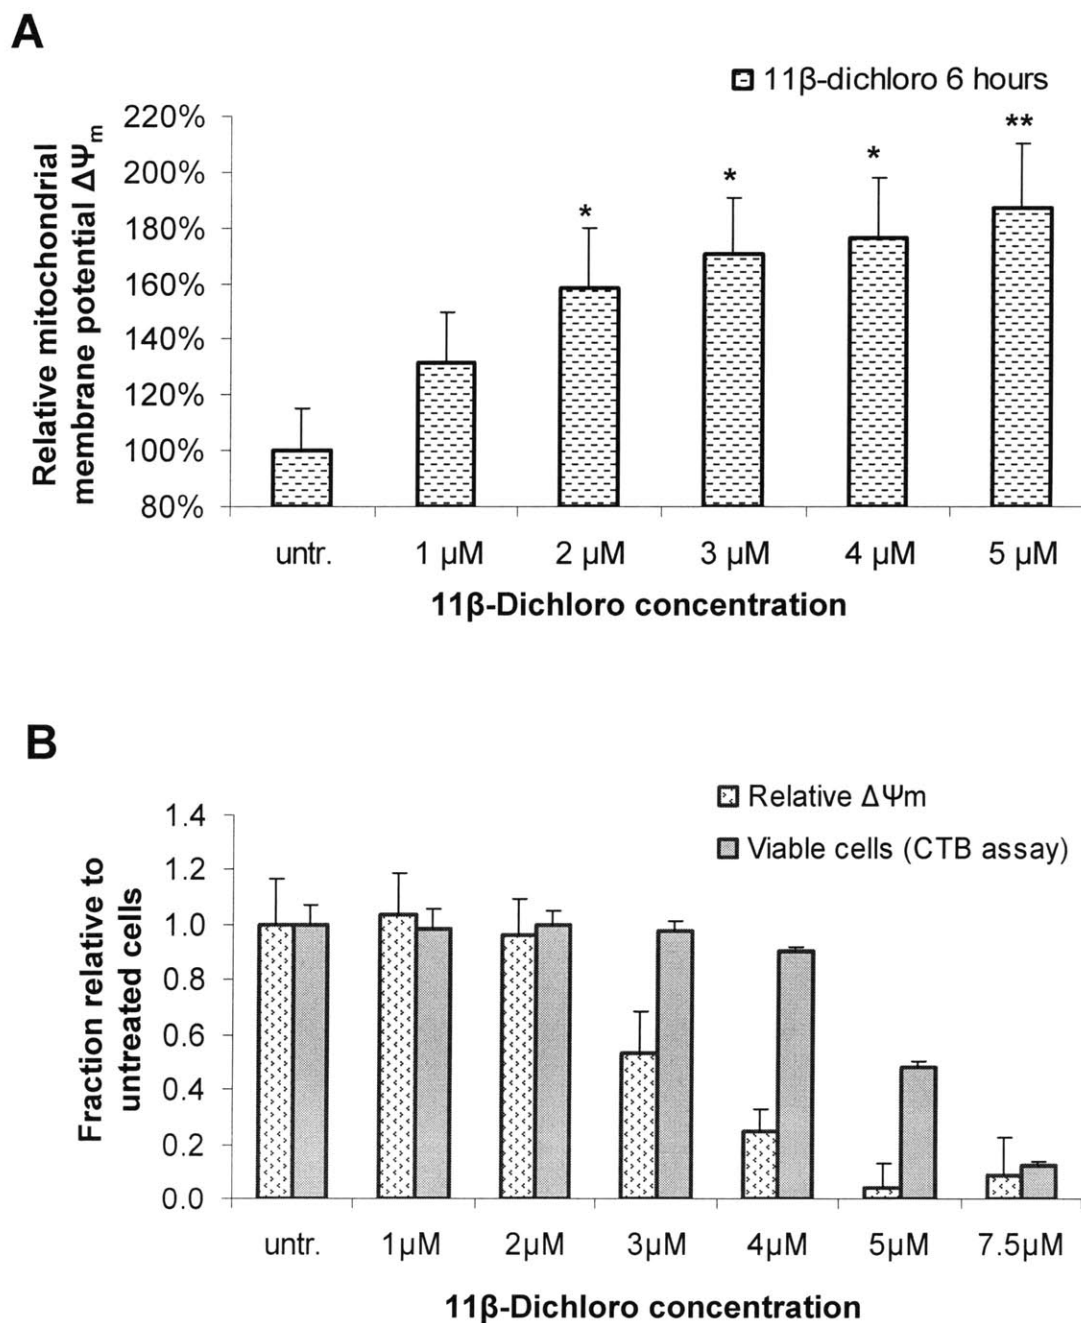 A
11β-dichloro 6 hours
Relative mitochondrial
membrane potential ΔΨm
220%
200%
180%
160%
140%
120%
100%
80%
*
*
*
**
untr.
1 µM
2 µM
3 µM
4 µM
5 µM
11β-Dichloro concentration
B
Relative ΔΨm
Viable cells (CTB assay)
Fraction relative to
untreated cells
1.4
1.2
1.0
0.8
0.6
0.4
0.2
0.0
untr.
1µM
2µM
3µM
4µM
5µM
7.5µM
11β-Dichloro concentration